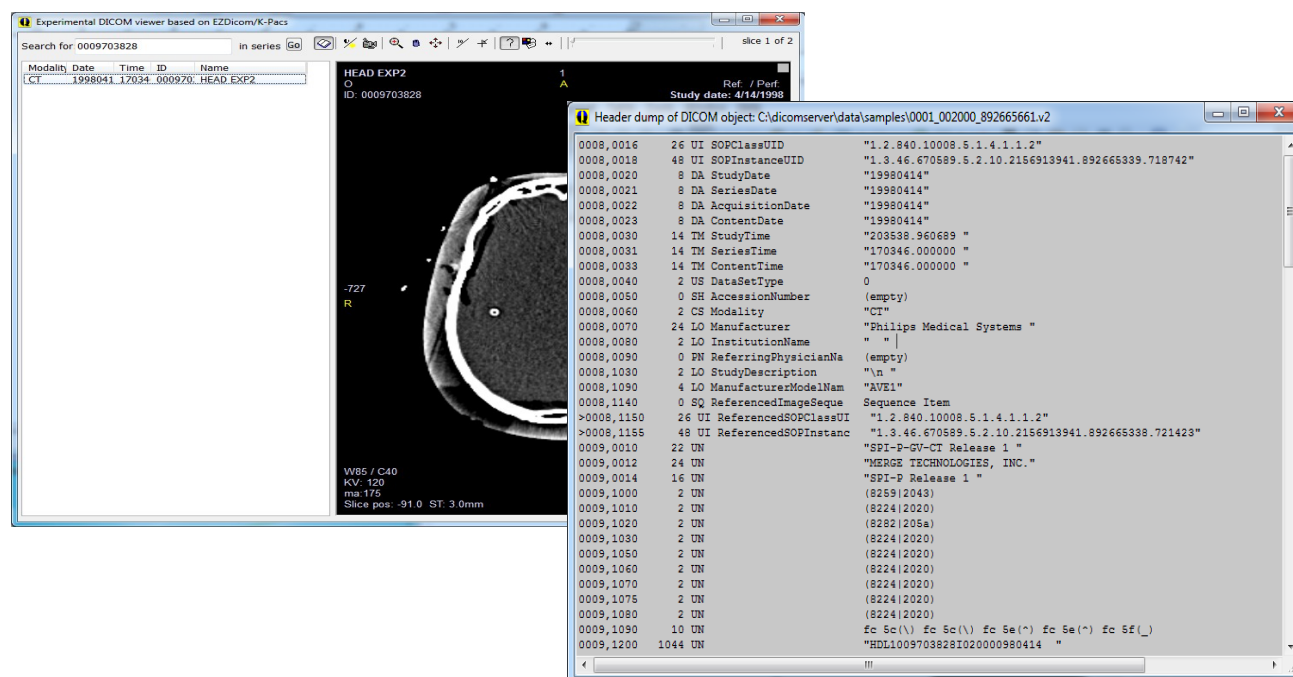 Experimental DICOM viewer based on EZDicom/K-Pacs
Search for 0009703828 in series Go slice 1 of 2
Modality Date Time ID Name
CT 1998041 17034 000970: HEAD EXP2
HEAD EXP2 1
O A Ref: / Perf:
ID: 0009703828 Study date: 4/14/1998
-727
R
W85 / C40
KV: 120
ma:175
Slice pos: -91.0 ST: 3.0mm
Header dump of DICOM object: C:\dicomserver\data\samples\0001_002000_892665661.v2
0008,0016 26 UI SOPClassUID "1.2.840.10008.5.1.4.1.1.2"
0008,0018 48 UI SOPInstanceUID "1.3.46.670589.5.2.10.2156913941.892665339.718742"
0008,0020 8 DA StudyDate "19980414"
0008,0021 8 DA SeriesDate "19980414"
0008,0022 8 DA AcquisitionDate "19980414"
0008,0023 8 DA ContentDate "19980414"
0008,0030 14 TM StudyTime "203538.960689 "
0008,0031 14 TM SeriesTime "170346.000000 "
0008,0033 14 TM ContentTime "170346.000000 "
0008,0040 2 US DataSetType 0
0008,0050 0 SH AccessionNumber (empty)
0008,0060 2 CS Modality "CT"
0008,0070 24 LO Manufacturer "Philips Medical Systems "
0008,0080 2 LO InstitutionName "  "
0008,0090 0 PN ReferringPhysicianNa (empty)
0008,1030 2 LO StudyDescription "\n "
0008,1090 4 LO ManufacturerModelNam "AVE1"
0008,1140 0 SQ ReferencedImageSeque Sequence Item
>0008,1150 26 UI ReferencedSOPClassUI "1.2.840.10008.5.1.4.1.1.2"
>0008,1155 48 UI ReferencedSOPInstanc "1.3.46.670589.5.2.10.2156913941.892665338.721423"
0009,0010 22 UN "SPI-P-GV-CT Release 1 "
0009,0012 24 UN "MERGE TECHNOLOGIES, INC."
0009,0014 16 UN "SPI-P Release 1 "
0009,1000 2 UN (8259|2043)
0009,1010 2 UN (8224|2020)
0009,1020 2 UN (8282|205a)
0009,1030 2 UN (8224|2020)
0009,1050 2 UN (8224|2020)
0009,1060 2 UN (8224|2020)
0009,1070 2 UN (8224|2020)
0009,1075 2 UN (8224|2020)
0009,1080 2 UN (8224|2020)
0009,1090 10 UN fc 5c(\) fc 5c(\) fc 5e(^) fc 5e(^) fc 5f(_)
0009,1200 1044 UN "HDL1009703828I020000980414  "